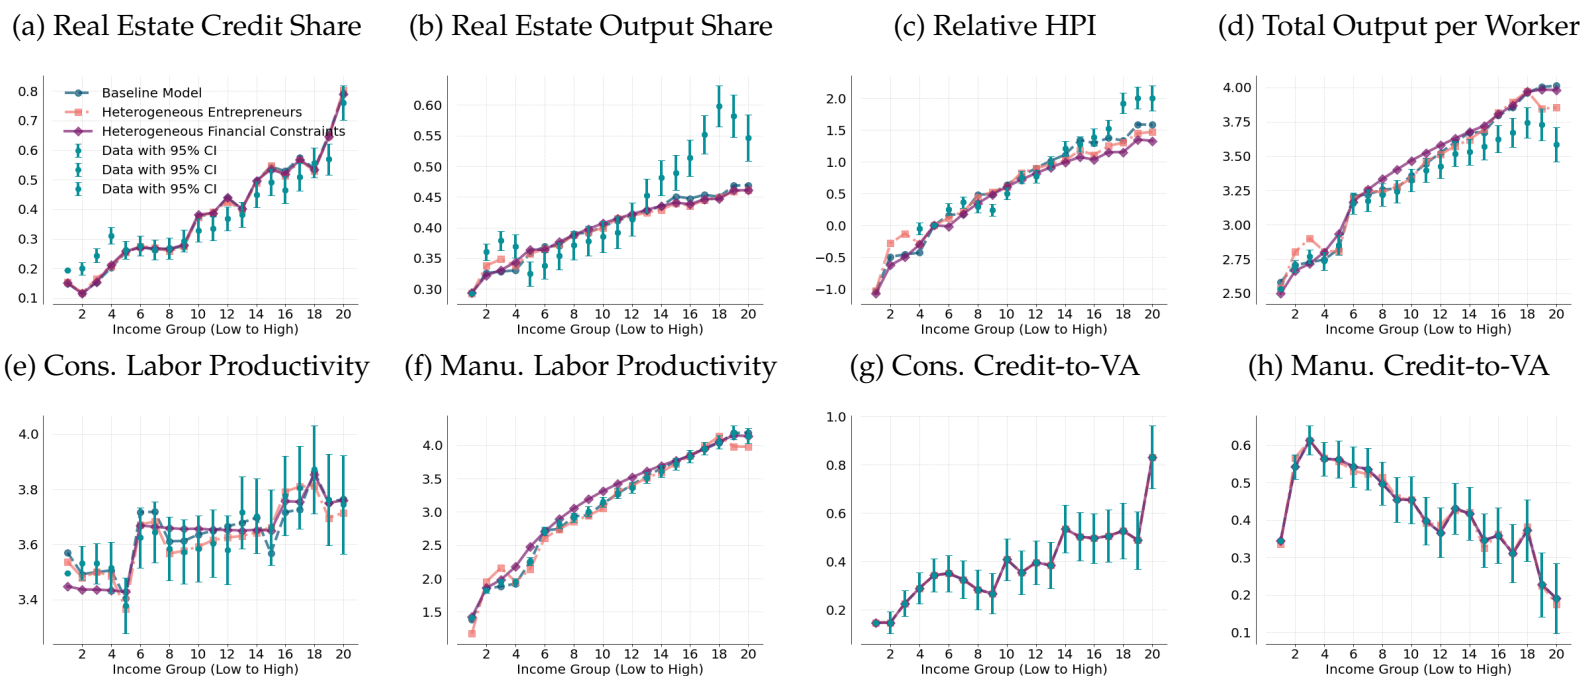 (a) Real Estate Credit Share
(b) Real Estate Output Share
(c) Relative HPI
(d) Total Output per Worker
0.8
0.7
0.6
0.5
0.4
0.3
0.2
0.1
Baseline Model
Heterogeneous Entrepreneurs
Heterogeneous Financial Constraints
Data with 95% CI
Data with 95% CI
Data with 95% CI
2 4 6 8 10 12 14 16 18 20
Income Group (Low to High)
0.60
0.55
0.50
0.45
0.40
0.35
0.30
2 4 6 8 10 12 14 16 18 20
Income Group (Low to High)
2.0
1.5
1.0
0.5
0.0
−0.5
−1.0
2 4 6 8 10 12 14 16 18 20
Income Group (Low to High)
4.00
3.75
3.50
3.25
3.00
2.75
2.50
2 4 6 8 10 12 14 16 18 20
Income Group (Low to High)
(e) Cons. Labor Productivity
(f) Manu. Labor Productivity
(g) Cons. Credit-to-VA
(h) Manu. Credit-to-VA
4.0
3.8
3.6
3.4
2 4 6 8 10 12 14 16 18 20
Income Group (Low to High)
4.0
3.5
3.0
2.5
2.0
1.5
2 4 6 8 10 12 14 16 18 20
Income Group (Low to High)
1.0
0.8
0.6
0.4
0.2
2 4 6 8 10 12 14 16 18 20
Income Group (Low to High)
0.6
0.5
0.4
0.3
0.2
0.1
2 4 6 8 10 12 14 16 18 20
Income Group (Low to High)